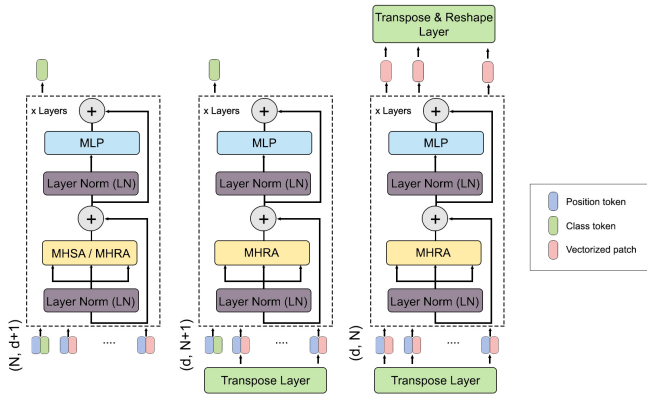 Transpose & Reshape
Layer
x Layers
+
MLP
Layer Norm (LN)
+
MHSA / MHRA
Layer Norm (LN)
(N, d+1)
....
x Layers
+
MLP
Layer Norm (LN)
+
MHRA
Layer Norm (LN)
(d, N+1)
....
Transpose Layer
x Layers
+
MLP
Layer Norm (LN)
+
MHRA
Layer Norm (LN)
(d, N)
....
Transpose Layer
Position token
Class token
Vectorized patch